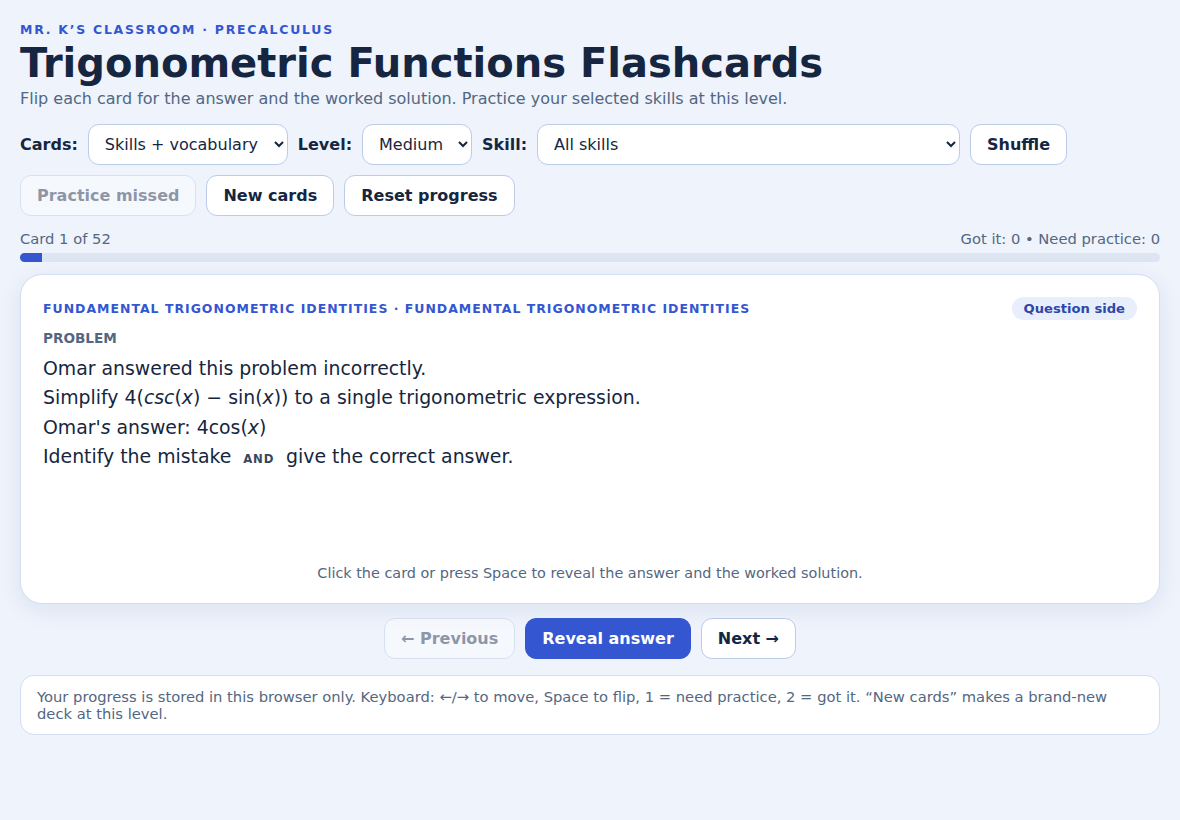 MR. K’S CLASSROOM · PRECALCULUS
Trigonometric Functions Flashcards
Flip each card for the answer and the worked solution. Practice your selected skills at this level.
Cards: Skills + vocabulary Level: Medium Skill: All skills Shuffle
Practice missed New cards Reset progress
Card 1 of 52 Got it: 0 • Need practice: 0
FUNDAMENTAL TRIGONOMETRIC IDENTITIES · FUNDAMENTAL TRIGONOMETRIC IDENTITIES Question side
PROBLEM
Omar answered this problem incorrectly.
Simplify 4(csc(x) − sin(x)) to a single trigonometric expression.
Omar's answer: 4cos(x)
Identify the mistake AND give the correct answer.
Click the card or press Space to reveal the answer and the worked solution.
← Previous Reveal answer Next →
Your progress is stored in this browser only. Keyboard: ←/→ to move, Space to flip, 1 = need practice, 2 = got it. “New cards” makes a brand-new
deck at this level.